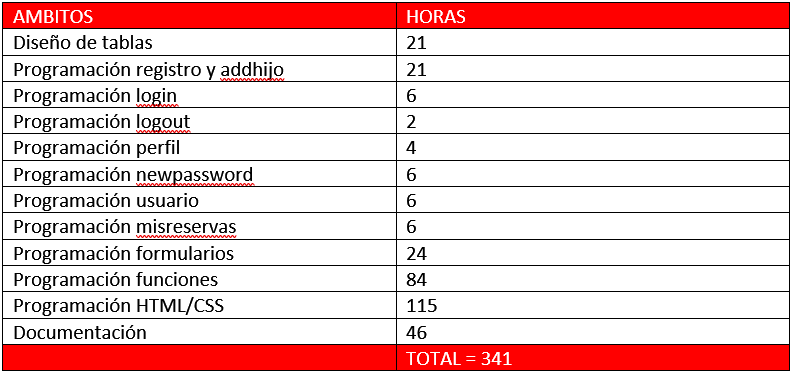 AMBITOS HORAS
Diseño de tablas 21
Programación registro y addhijo 21
Programación login 6
Programación logout 2
Programación perfil 4
Programación newpassword 6
Programación usuario 6
Programación misreservas 6
Programación formularios 24
Programación funciones 84
Programación HTML/CSS 115
Documentación 46
TOTAL = 341